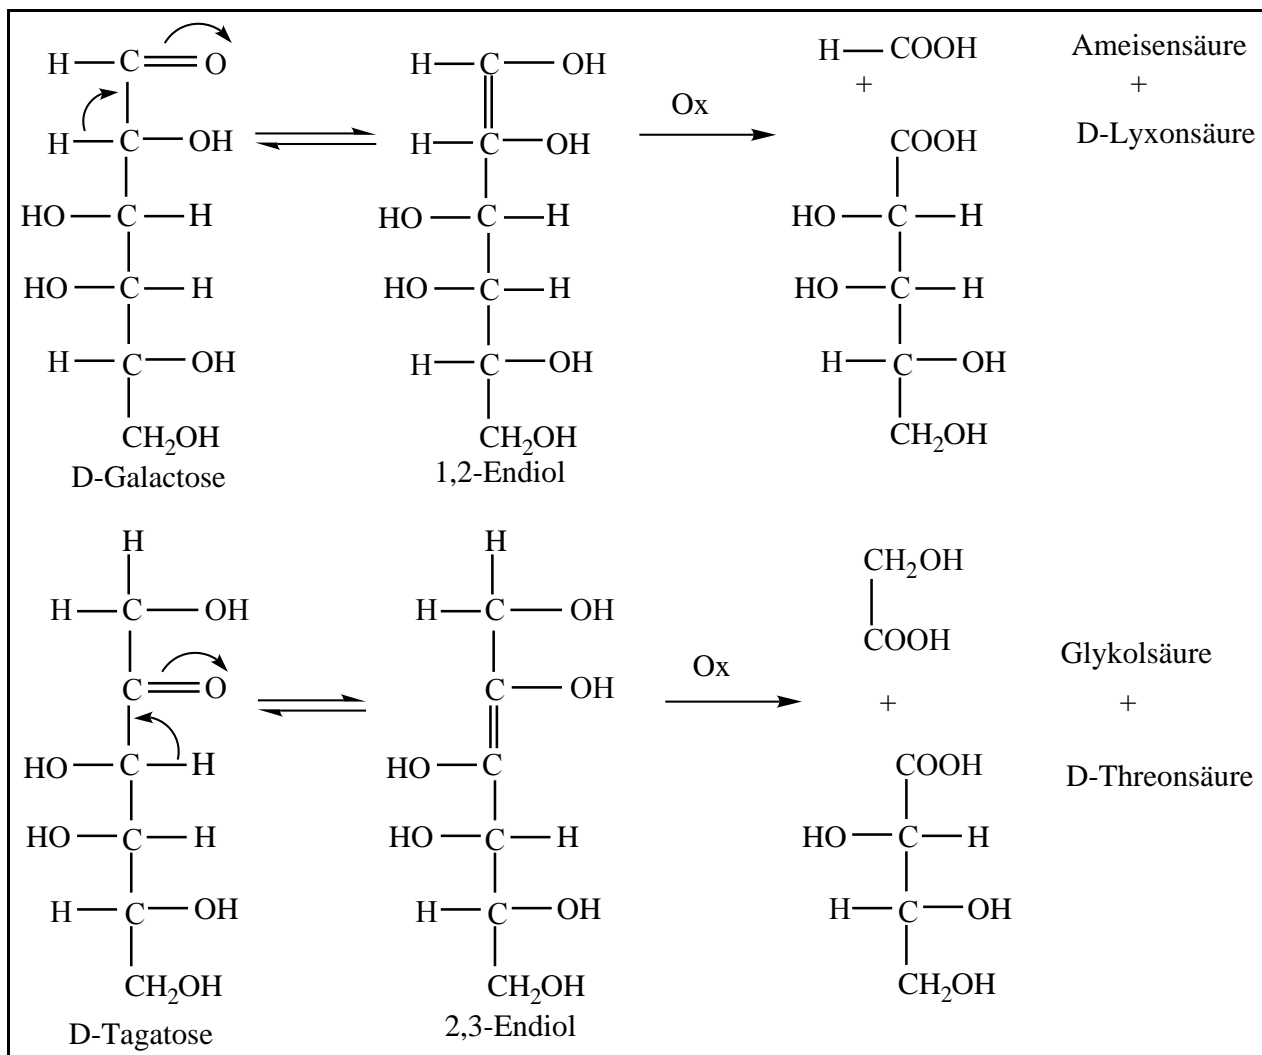 H C O H C OH H COOH Ameisensäure
+ +
Ox
H C OH H C OH COOH D-Lyxonsäure
HO C H HO C H HO C H
HO C H HO C H HO C H
H C OH H C OH H C OH
CH₂OH CH₂OH CH₂OH
D-Galactose 1,2-Endiol
H H CH₂OH
H C OH H C OH COOH
Glykolsäure
Ox
C O C OH + +
HO C H HO C COOH D-Threonsäure
HO C H HO C H HO C H
H C OH H C OH H C OH
CH₂OH CH₂OH CH₂OH
D-Tagatose 2,3-Endiol